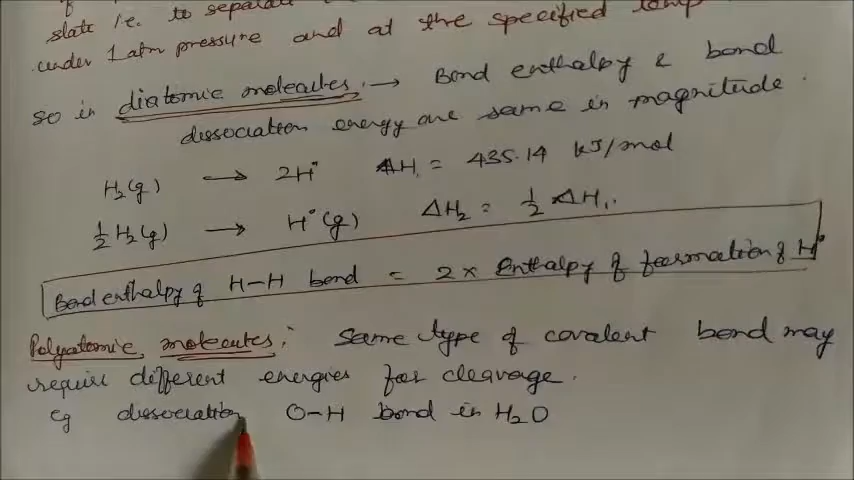 state i.e. to separate
under 1 atm pressure and at the specified temp
so in diatomic molecules. → Bond enthalpy & bond
dissociation energy are same in magnitude.
H₂(g) → 2H° ΔH₁ = 435.14 kJ/mol
½ H₂(g) → H°(g) ΔH₂ = ½ ΔH₁.
Bond enthalpy of H-H bond = 2 × Enthalpy of formation of H°
Polyatomic molecules: Same type of covalent bond may
require different energies for cleavage.
eg dissociation O-H bond in H₂O